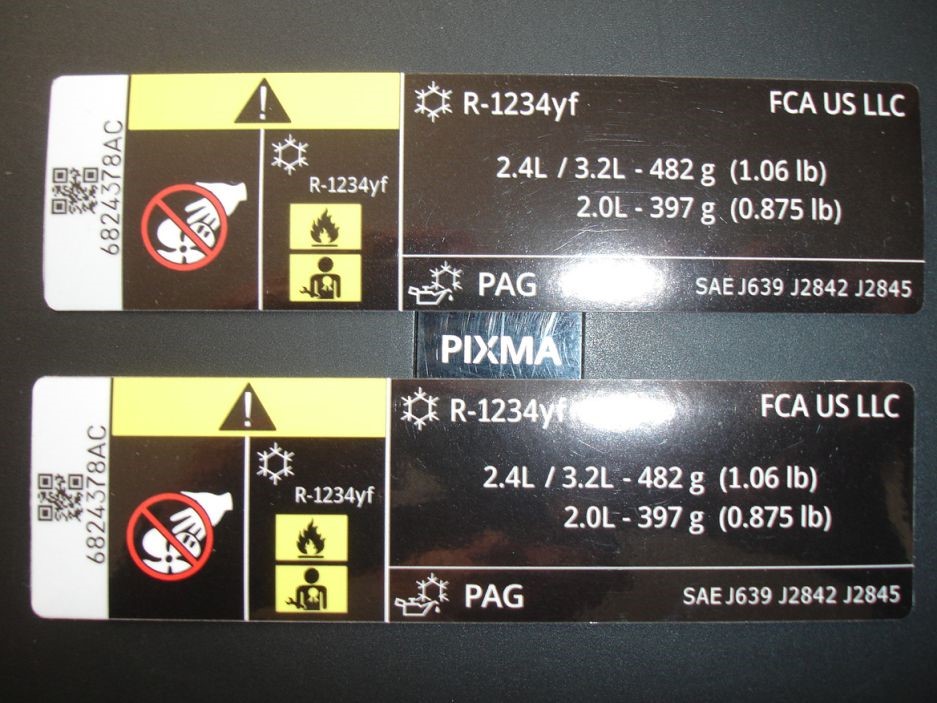 68244378AC
R-1234yf
R-1234yf
FCA US LLC
2.4L / 3.2L - 482 g (1.06 lb)
2.0L - 397 g (0.875 lb)
PAG
SAE J639 J2842 J2845
PIXMA
68244378AC
R-1234yf
R-1234yf
FCA US LLC
2.4L / 3.2L - 482 g (1.06 lb)
2.0L - 397 g (0.875 lb)
PAG
SAE J639 J2842 J2845